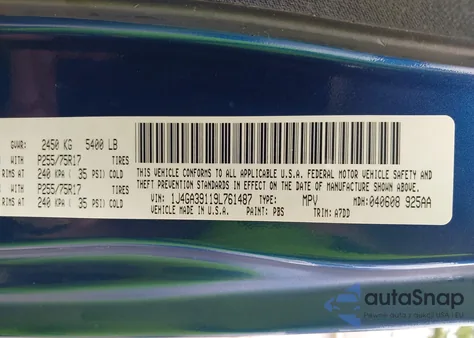 GVWR: 2450 KG 5400 LB
WITH P255/75R17 TIRES
RIMS AT 240 KPA ( 35 PSI) COLD
WITH P255/75R17 TIRES
RIMS AT 240 KPA ( 35 PSI) COLD
THIS VEHICLE CONFORMS TO ALL APPLICABLE U.S.A. FEDERAL MOTOR VEHICLE SAFETY AND
THEFT PREVENTION STANDARDS IN EFFECT ON THE DATE OF MANUFACTURE SHOWN ABOVE
VIN: 1J4GA39119L761487 MPV MDH: 040608 925AA
VEHICLE MADE IN U.S.A. PAINT: PBS TRIM: A7DD
autoSnap